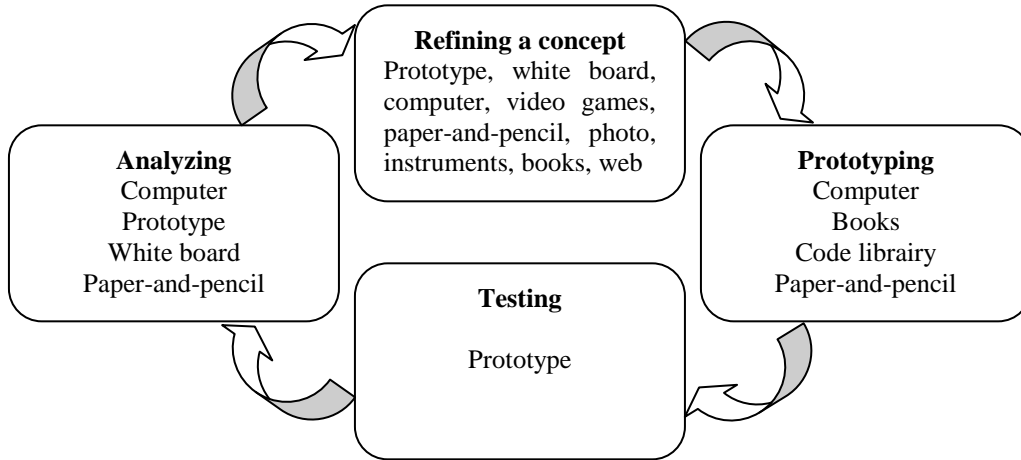 Refining a concept
Prototype, white board,
computer, video games,
paper-and-pencil, photo,
instruments, books, web
Analyzing
Computer
Prototype
White board
Paper-and-pencil
Prototyping
Computer
Books
Code librairy
Paper-and-pencil
Testing
Prototype